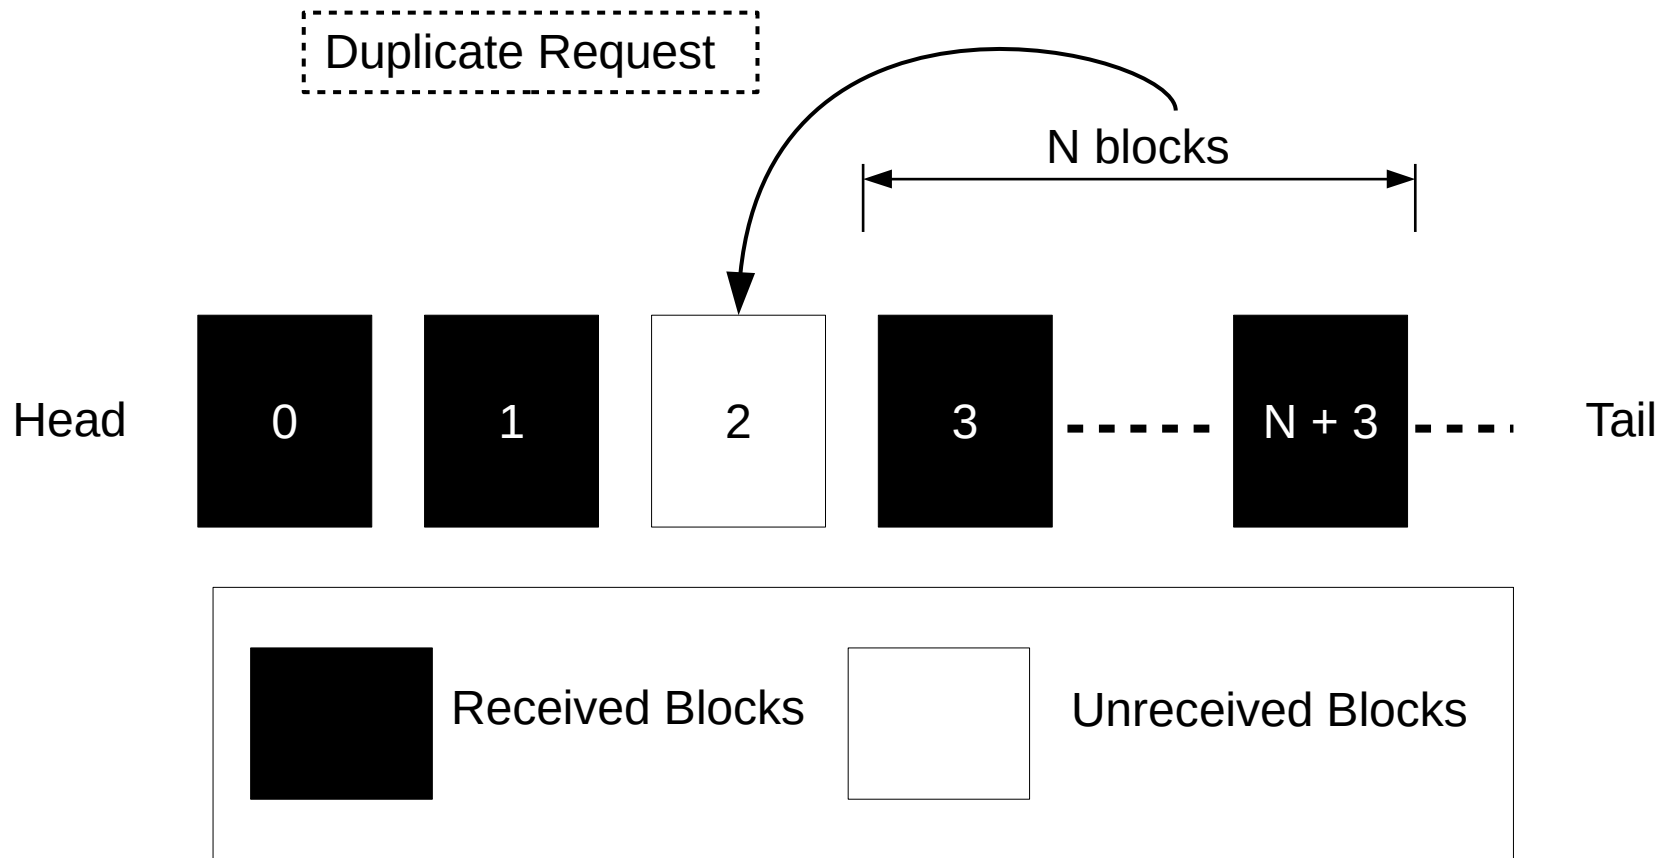 Duplicate Request
N blocks
Head
0
1
2
3
N + 3
Tail
Received Blocks
Unreceived Blocks